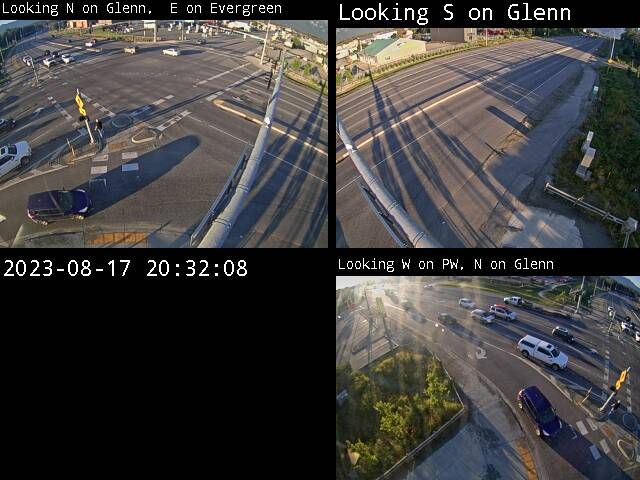 Looking N on Glenn,  E on Evergreen
Looking S on Glenn
2023-08-17 20:32:08
Looking W on PW, N on Glenn